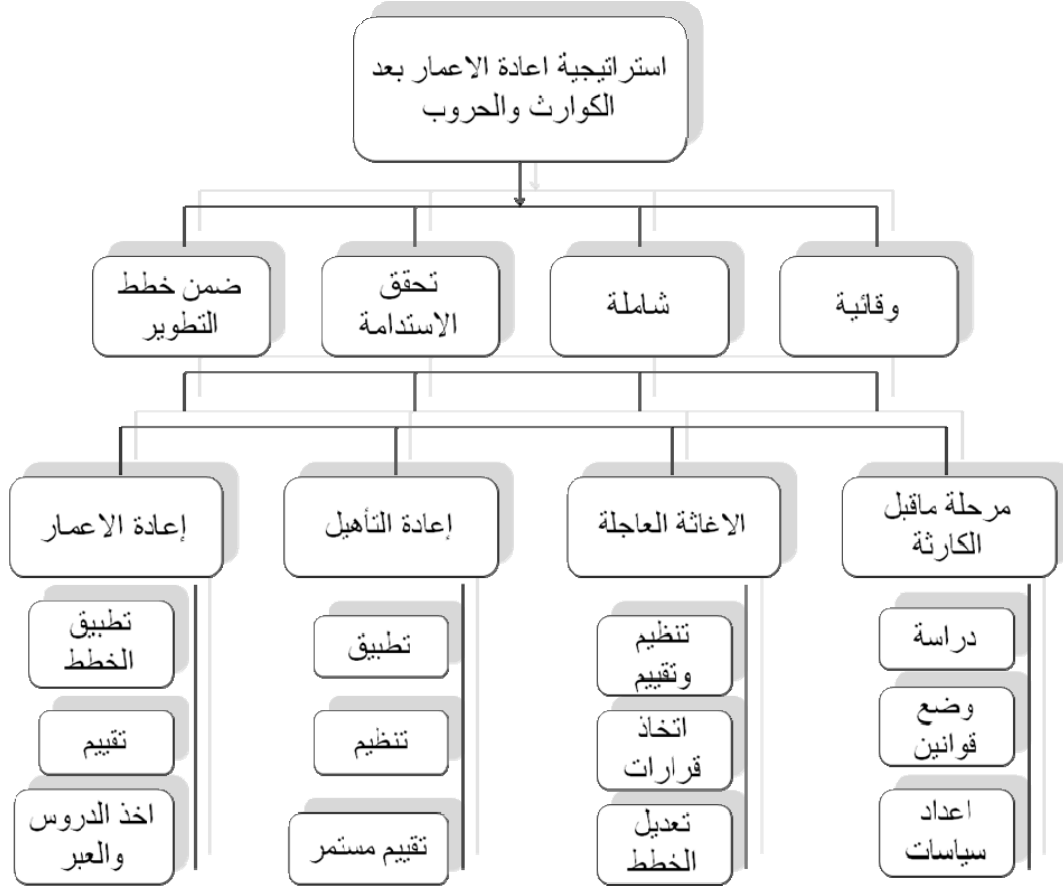 استراتيجية اعادة الاعمار بعد
الكوارث والحروب
وقائية
شاملة
تحقق
الاستدامة
ضمن خطط
التطوير
مرحلة ماقبل
الكارثة
الاغاثة العاجلة
إعادة التأهيل
إعادة الاعمار
دراسة
وضع
قوانين
اعداد
سياسات
تنظيم
وتقييم
اتخاذ
قرارات
تعديل
الخطط
تطبيق
تنظيم
تقييم مستمر
تطبيق
الخطط
تقييم
اخذ الدروس
والعبر